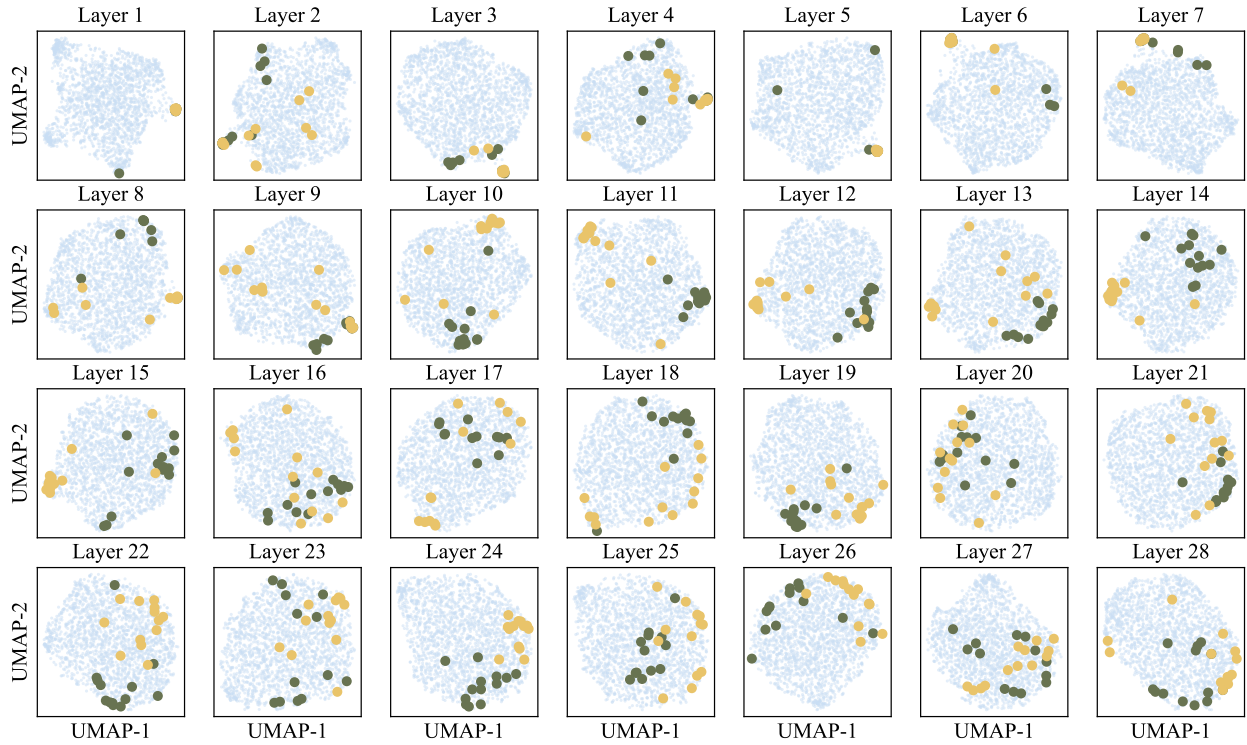 Layer 1 Layer 2 Layer 3 Layer 4 Layer 5 Layer 6 Layer 7
UMAP-2
Layer 8 Layer 9 Layer 10 Layer 11 Layer 12 Layer 13 Layer 14
UMAP-2
Layer 15 Layer 16 Layer 17 Layer 18 Layer 19 Layer 20 Layer 21
UMAP-2
Layer 22 Layer 23 Layer 24 Layer 25 Layer 26 Layer 27 Layer 28
UMAP-2
UMAP-1 UMAP-1 UMAP-1 UMAP-1 UMAP-1 UMAP-1 UMAP-1